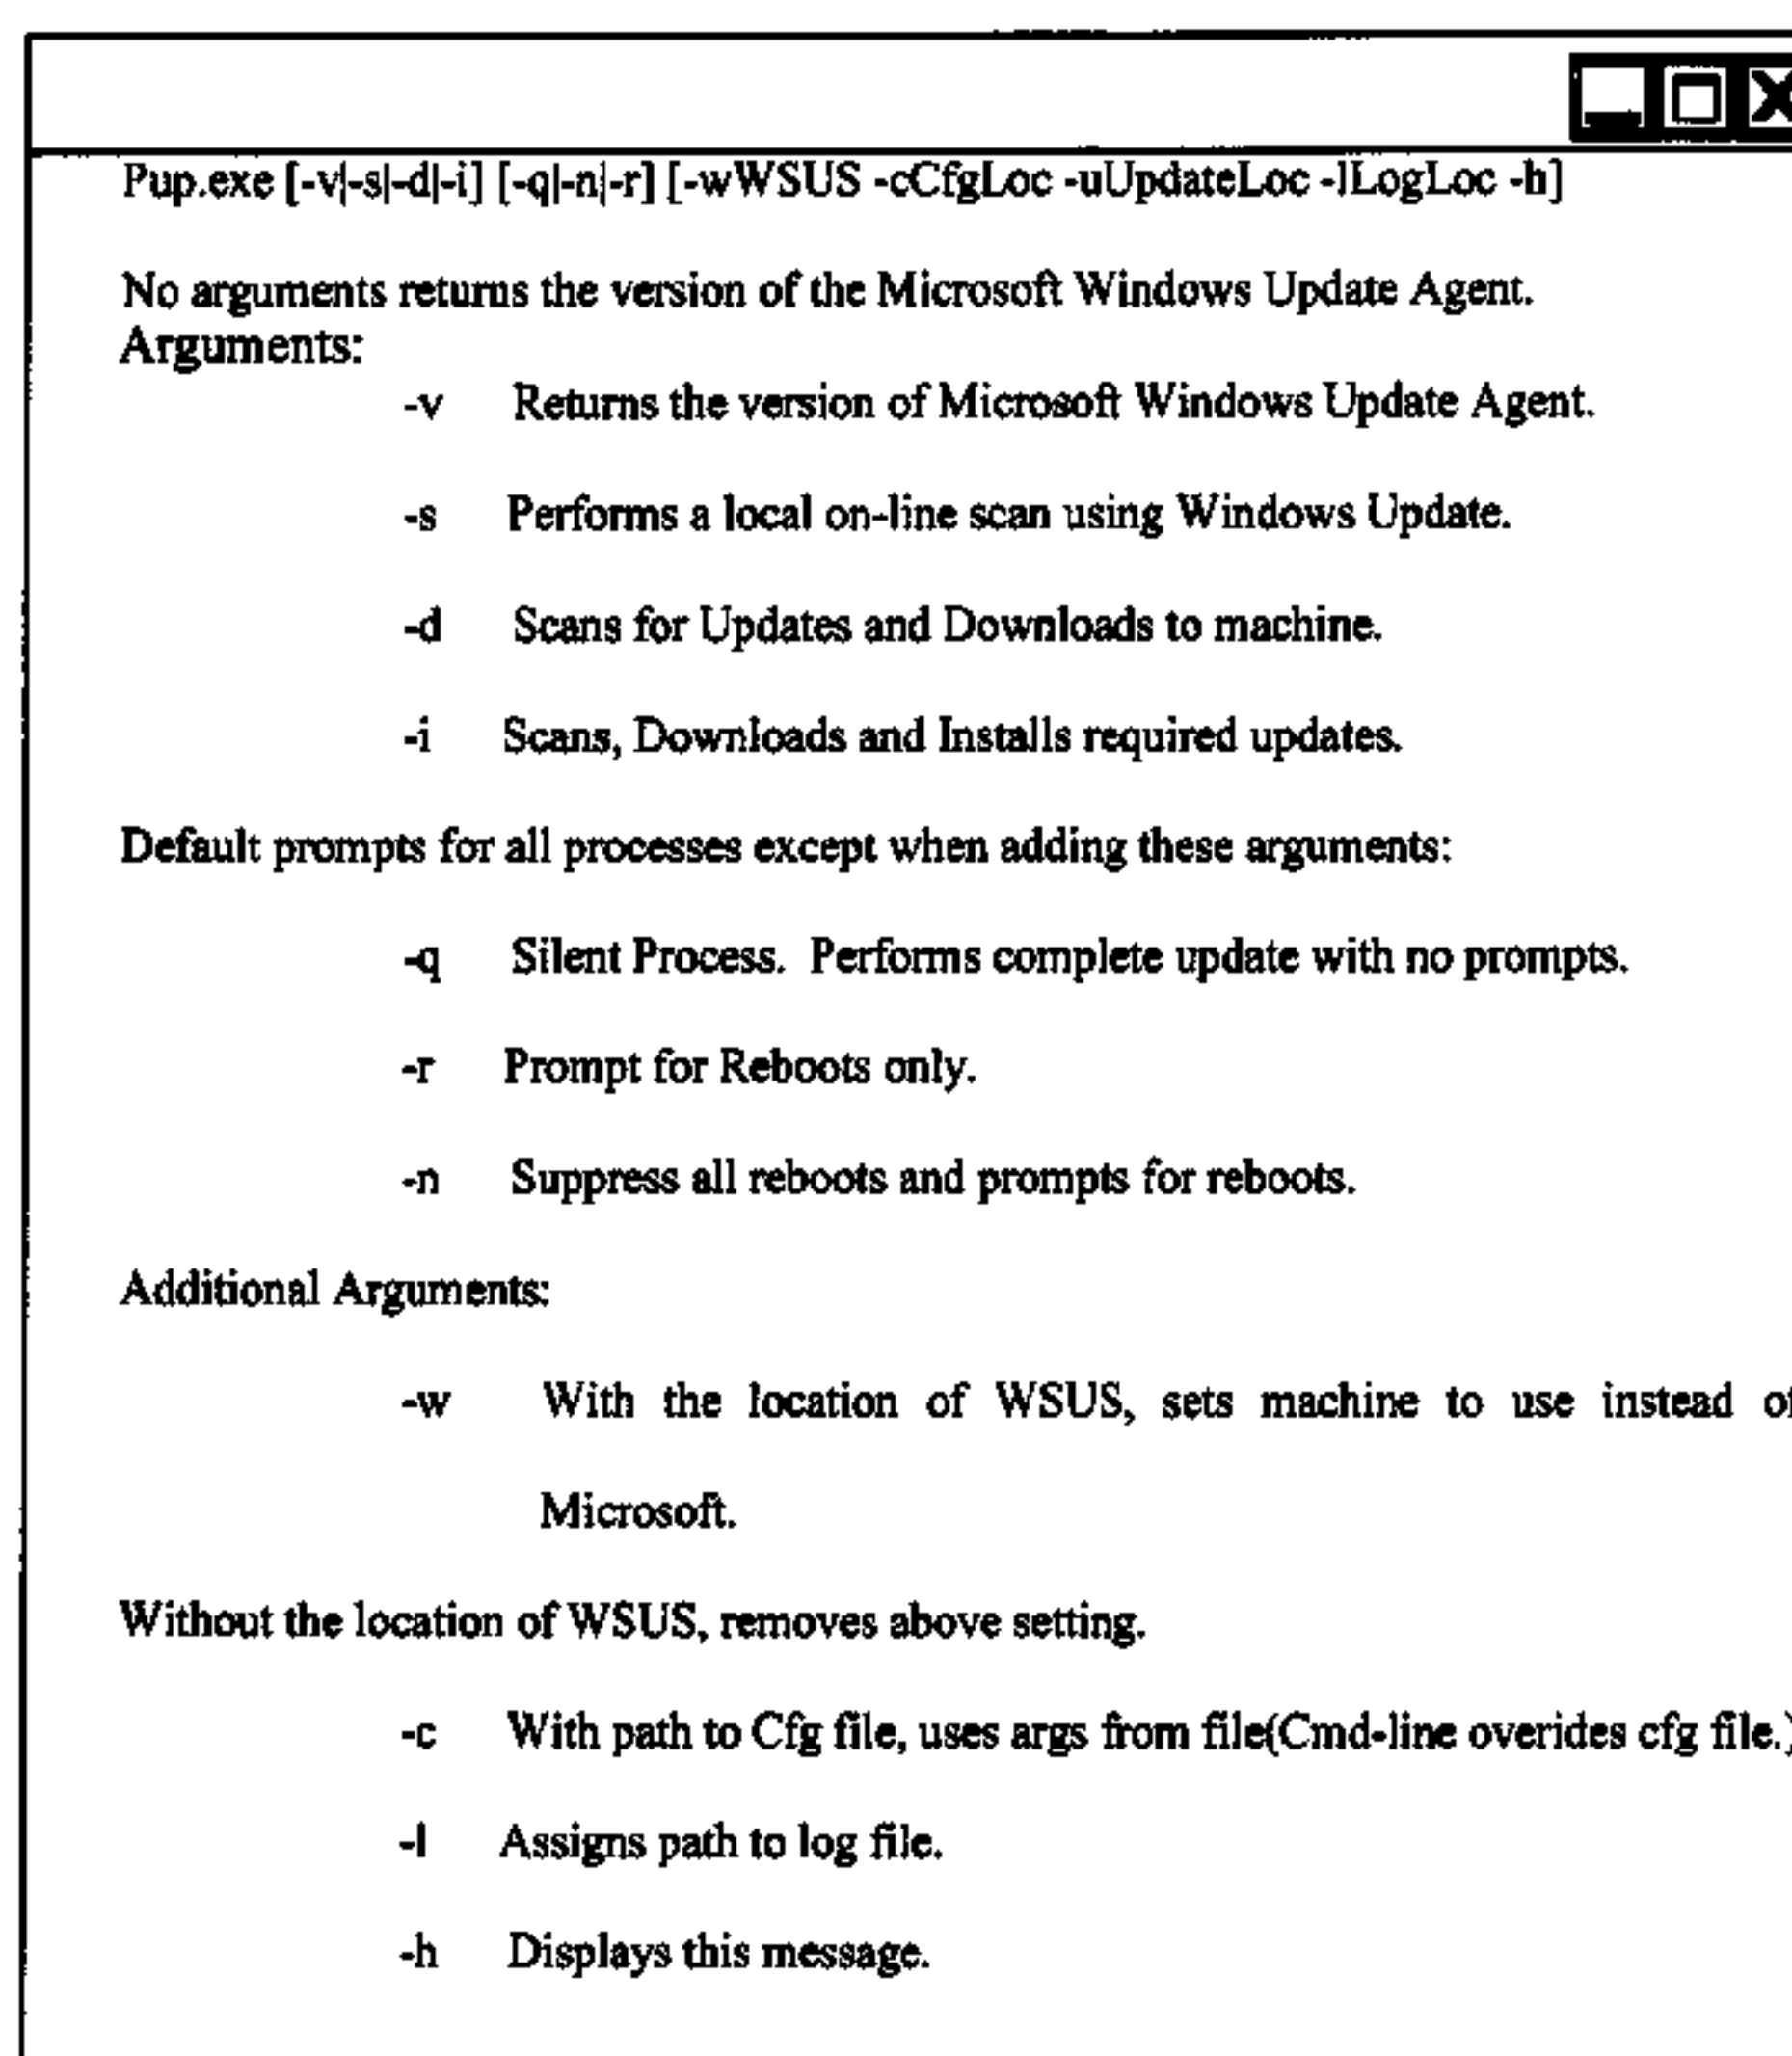 Pup.exe [-v|-s|-d|-i] [-q|-n|-r] [-wWSUS -cCfgLoc -uUpdateLoc -lLogLoc -h]
No arguments returns the version of the Microsoft Windows Update Agent.
Arguments:
-v Returns the version of Microsoft Windows Update Agent.
-s Performs a local on-line scan using Windows Update.
-d Scans for Updates and Downloads to machine.
-i Scans, Downloads and Installs required updates.
Default prompts for all processes except when adding these arguments:
-q Silent Process. Performs complete update with no prompts.
-r Prompt for Reboots only.
-n Suppress all reboots and prompts for reboots.
Additional Arguments:
-w With the location of WSUS, sets machine to use instead of
Microsoft.
Without the location of WSUS, removes above setting.
-c With path to Cfg file, uses args from file(Cmd-line overides cfg file.)
-l Assigns path to log file.
-h Displays this message.